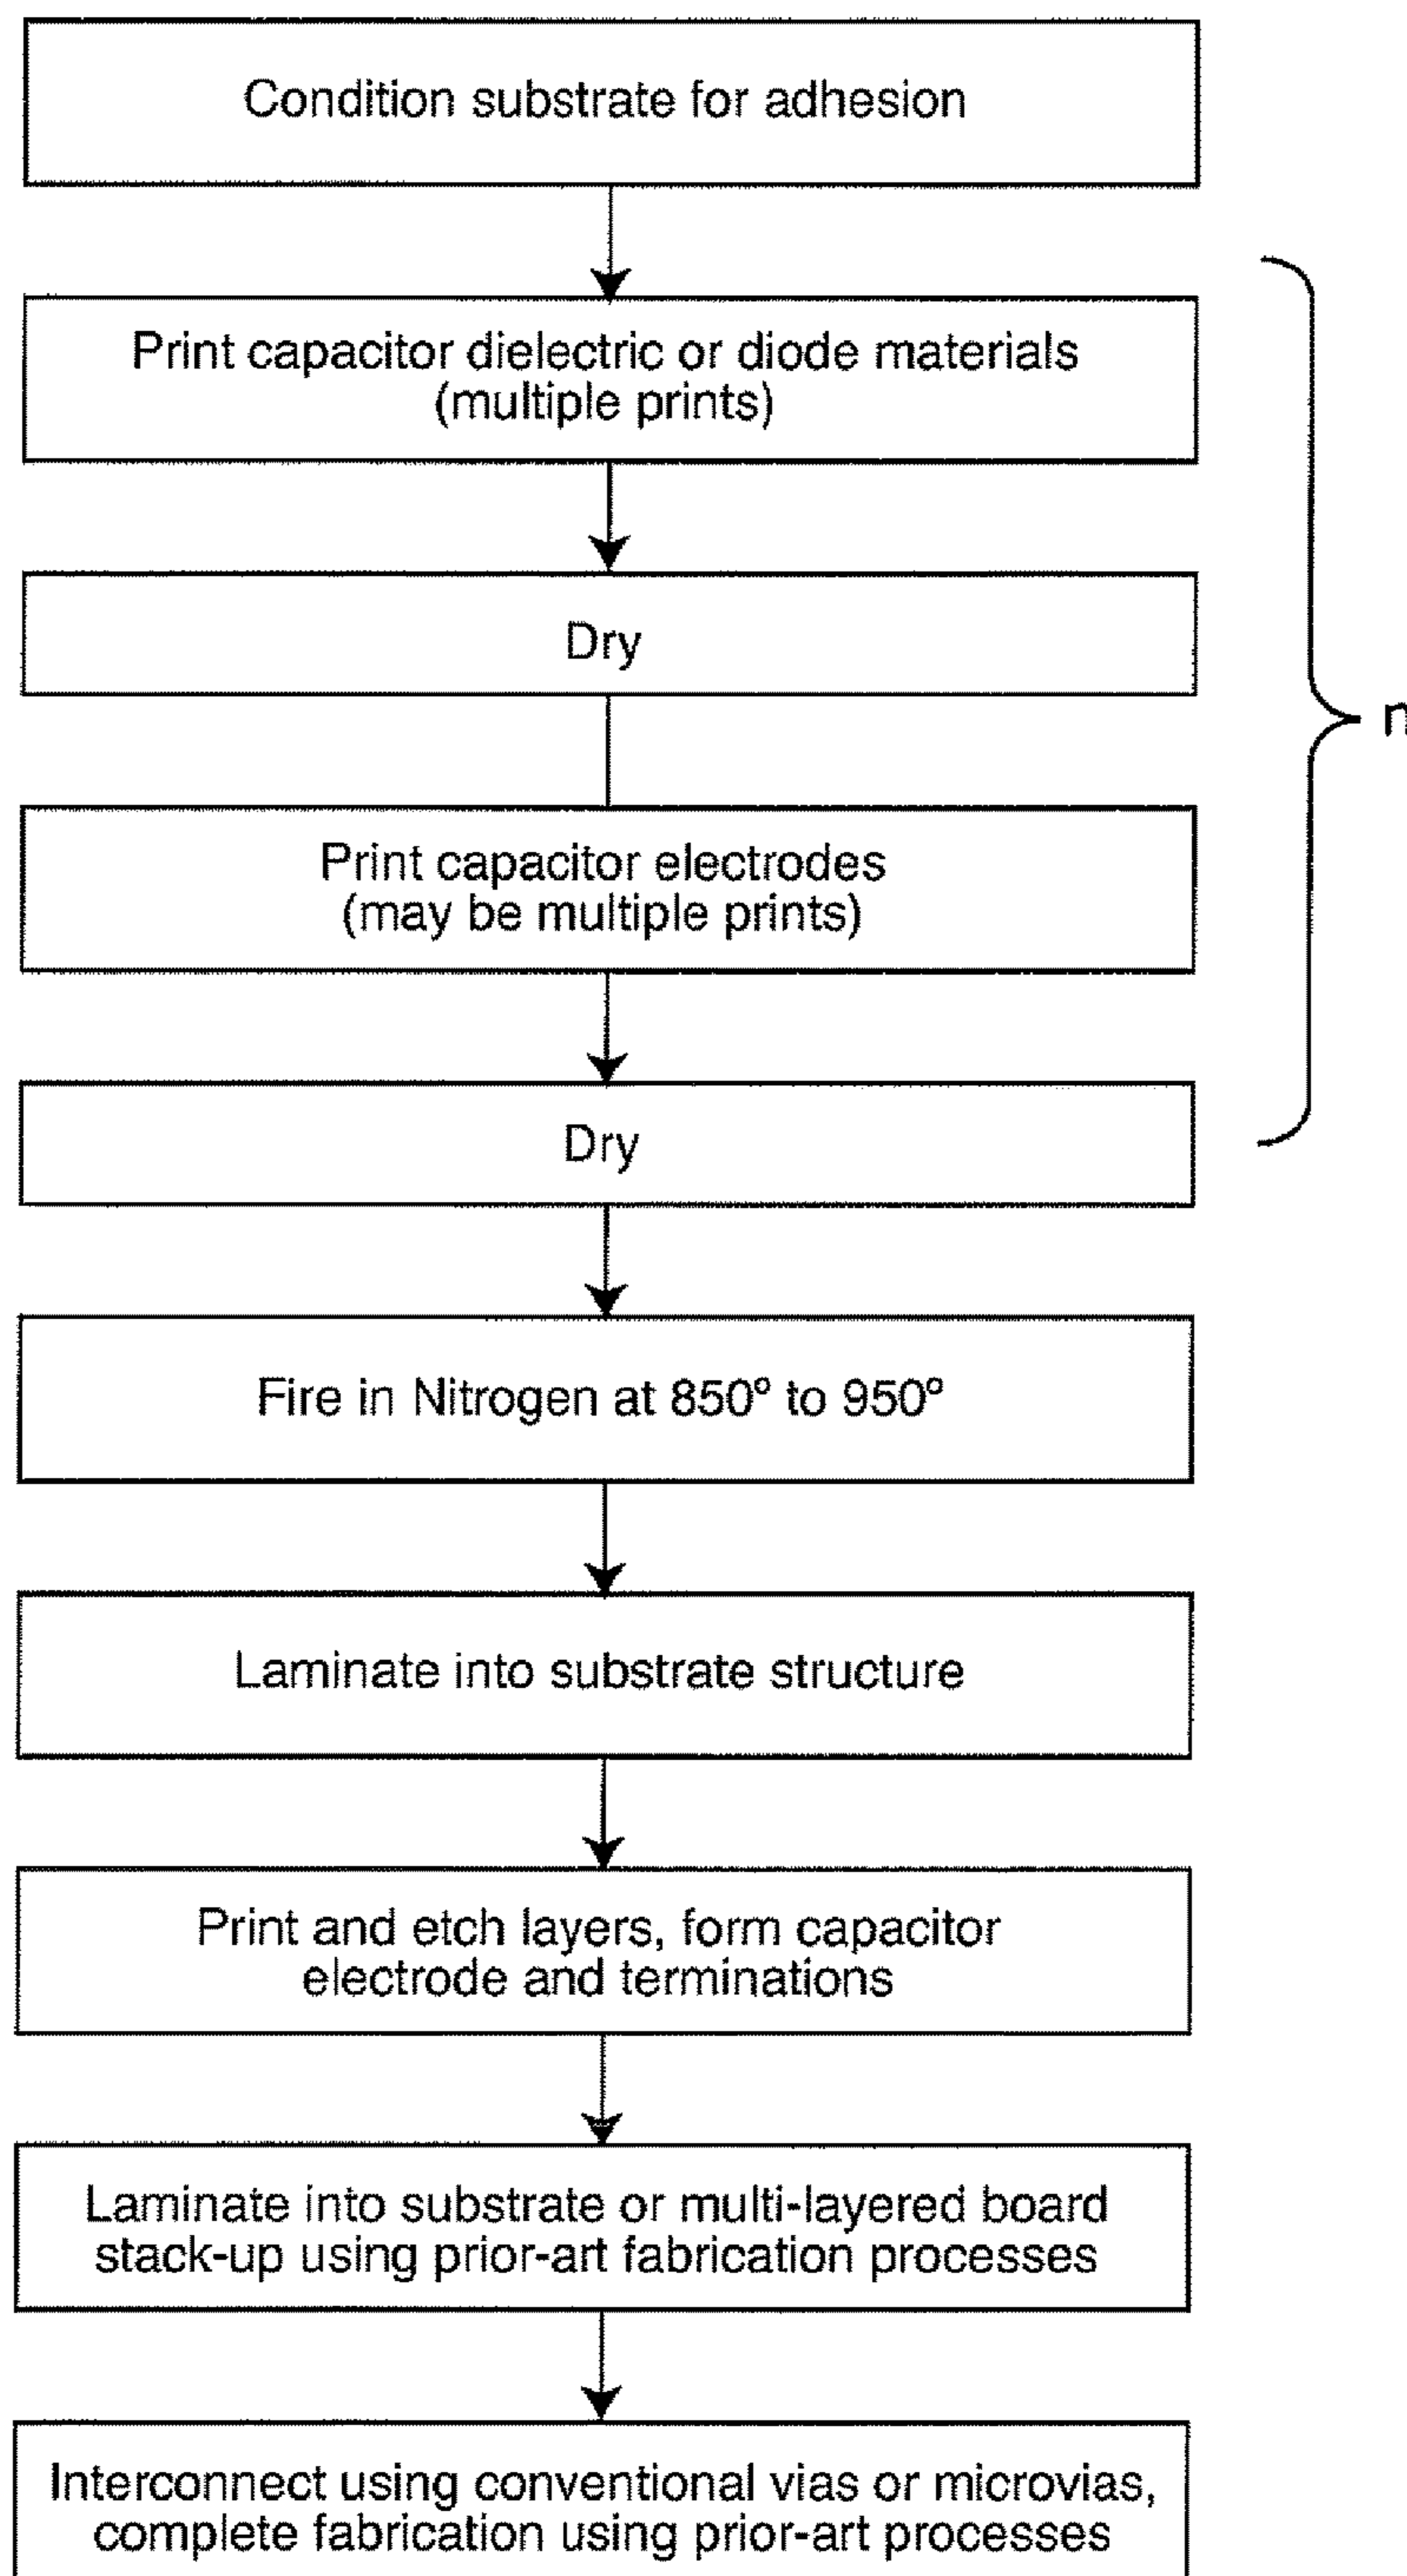 Condition substrate for adhesion
Print capacitor dielectric or diode materials
(multiple prints)
Dry
n
Print capacitor electrodes
(may be multiple prints)
Dry
Fire in Nitrogen at 850º to 950º
Laminate into substrate structure
Print and etch layers, form capacitor
electrode and terminations
Laminate into substrate or multi-layered board
stack-up using prior-art fabrication processes
Interconnect using conventional vias or microvias,
complete fabrication using prior-art processes